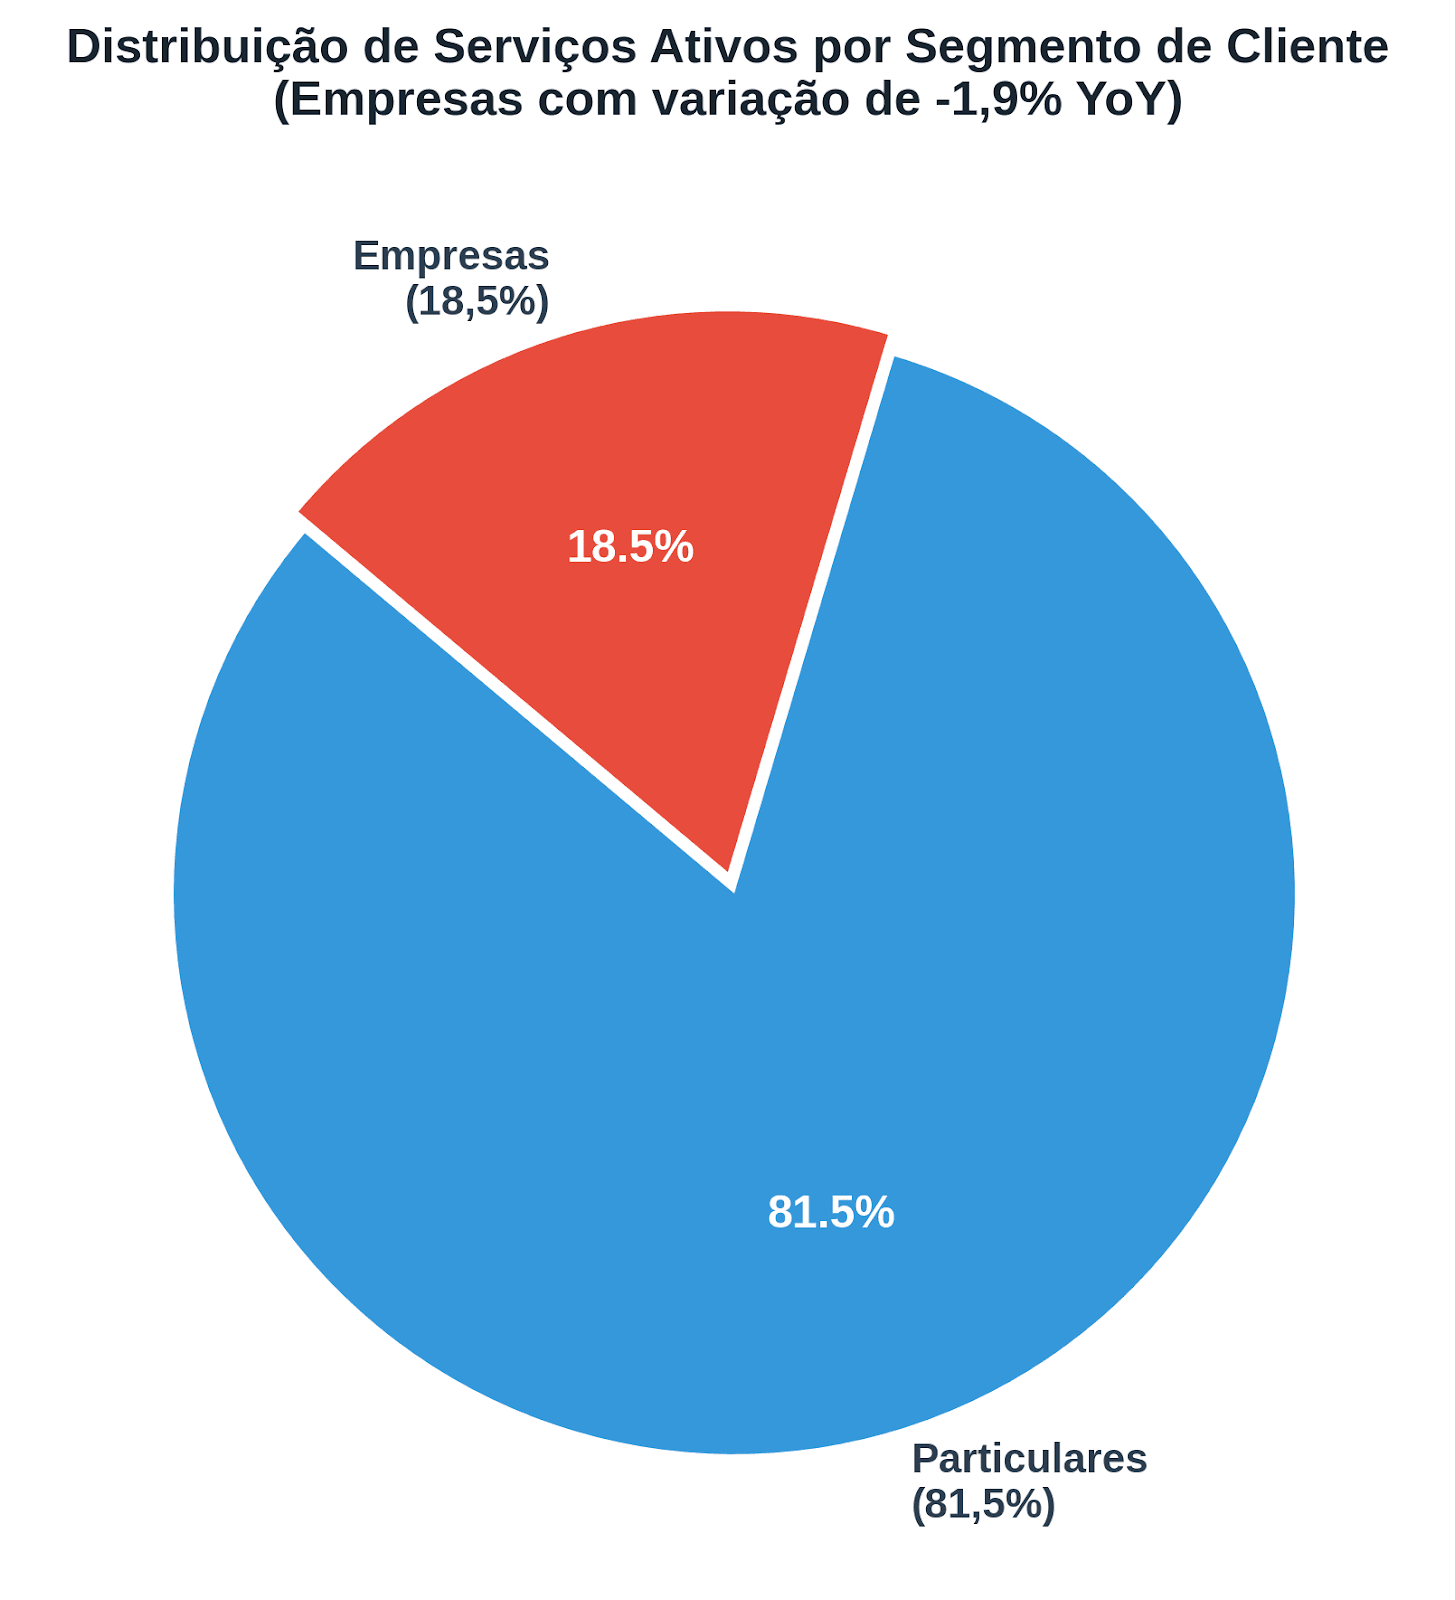 Distribuição de Serviços Ativos por Segmento de Cliente
(Empresas com variação de -1,9% YoY)
Empresas
(18,5%)
18.5%
81.5%
Particulares
(81,5%)